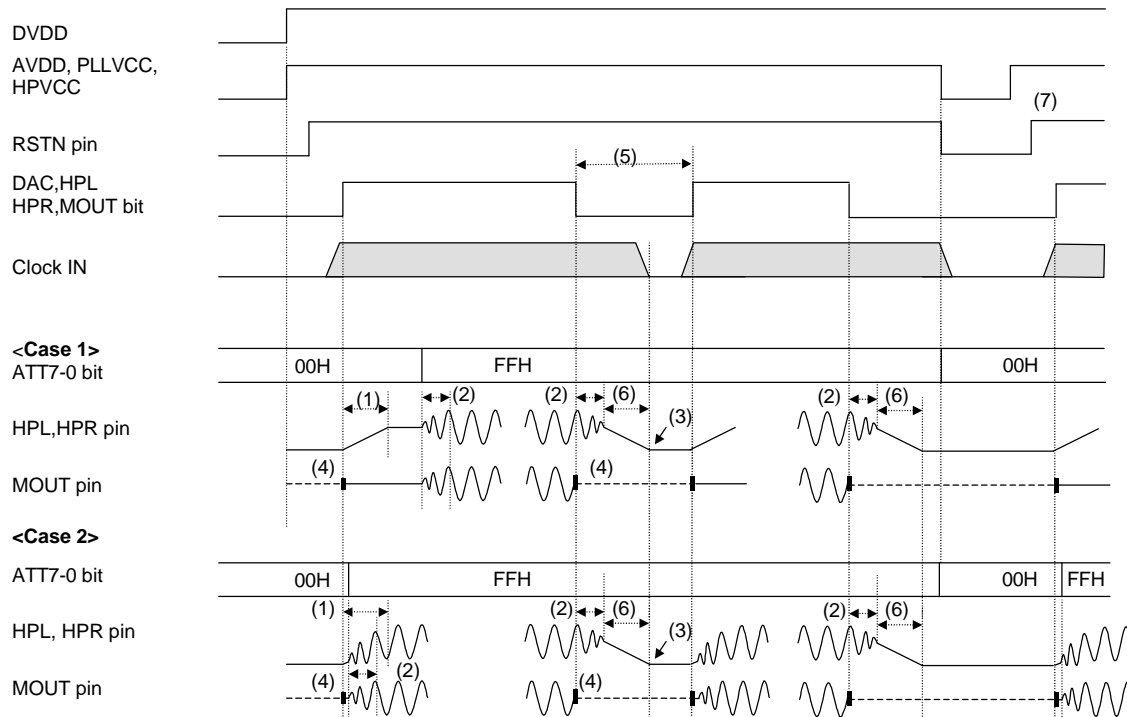 DVDD
AVDD, PLLVCC,
HPVCC
(7)
RSTN pin
(5)
DAC,HPL
HPR,MOUT bit
Clock IN
<Case 1>
ATT7-0 bit
00H FFH 00H
(1) (2) (2) (6) (2) (6)
HPL,HPR pin
(3)
(4) (4)
MOUT pin
<Case 2>
ATT7-0 bit
00H FFH 00H FFH
(1) (2) (6) (2) (6)
HPL, HPR pin
(3)
(4) (2) (4)
MOUT pin